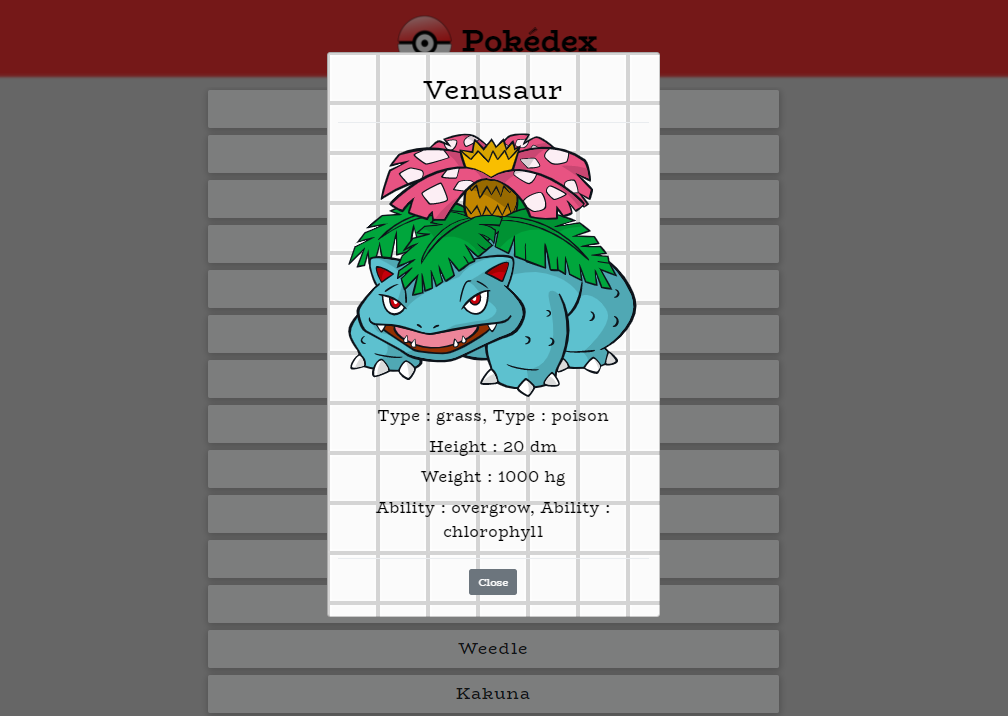 Pokédex
Venusaur
Type : grass, Type : poison
Height : 20 dm
Weight : 1000 hg
Ability : overgrow, Ability :
chlorophyll
Close
Weedle
Kakuna